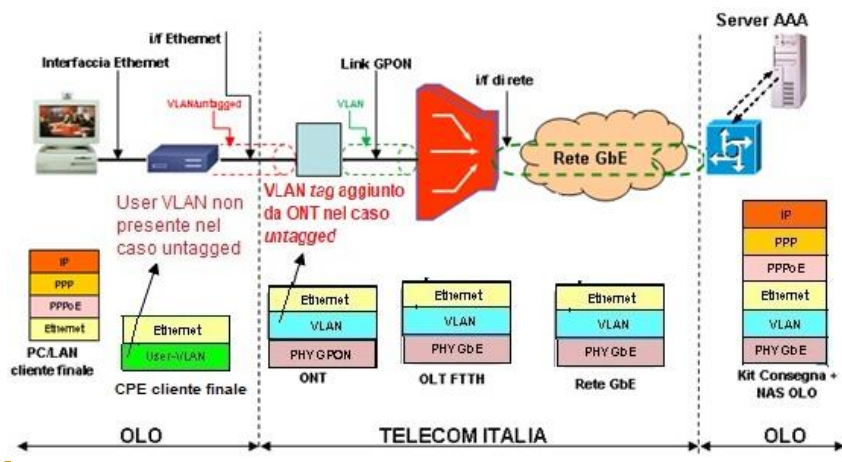 Server AAA
i/f Ethernet
Interfaccia Ethernet
Link GPON
i/f di rete
VLAN/untagged
VLAN
Rete GbE
User VLAN non
presente nel
caso untagged
VLAN tag aggiunto
da ONT nel caso
untagged
IP
PPP
PPPoE
Ethernet
PC/LAN
cliente finale
Ethernet
User-VLAN
CPE cliente finale
Ethernet
VLAN
PHY GPON
ONT
Ethernet
VLAN
PHY GbE
OLT FTTH
Ethernet
VLAN
PHY GbE
Rete GbE
IP
PPP
PPPoE
Ethernet
VLAN
PHY GbE
Kit Consegna +
NAS OLO
OLO
TELECOM ITALIA
OLO